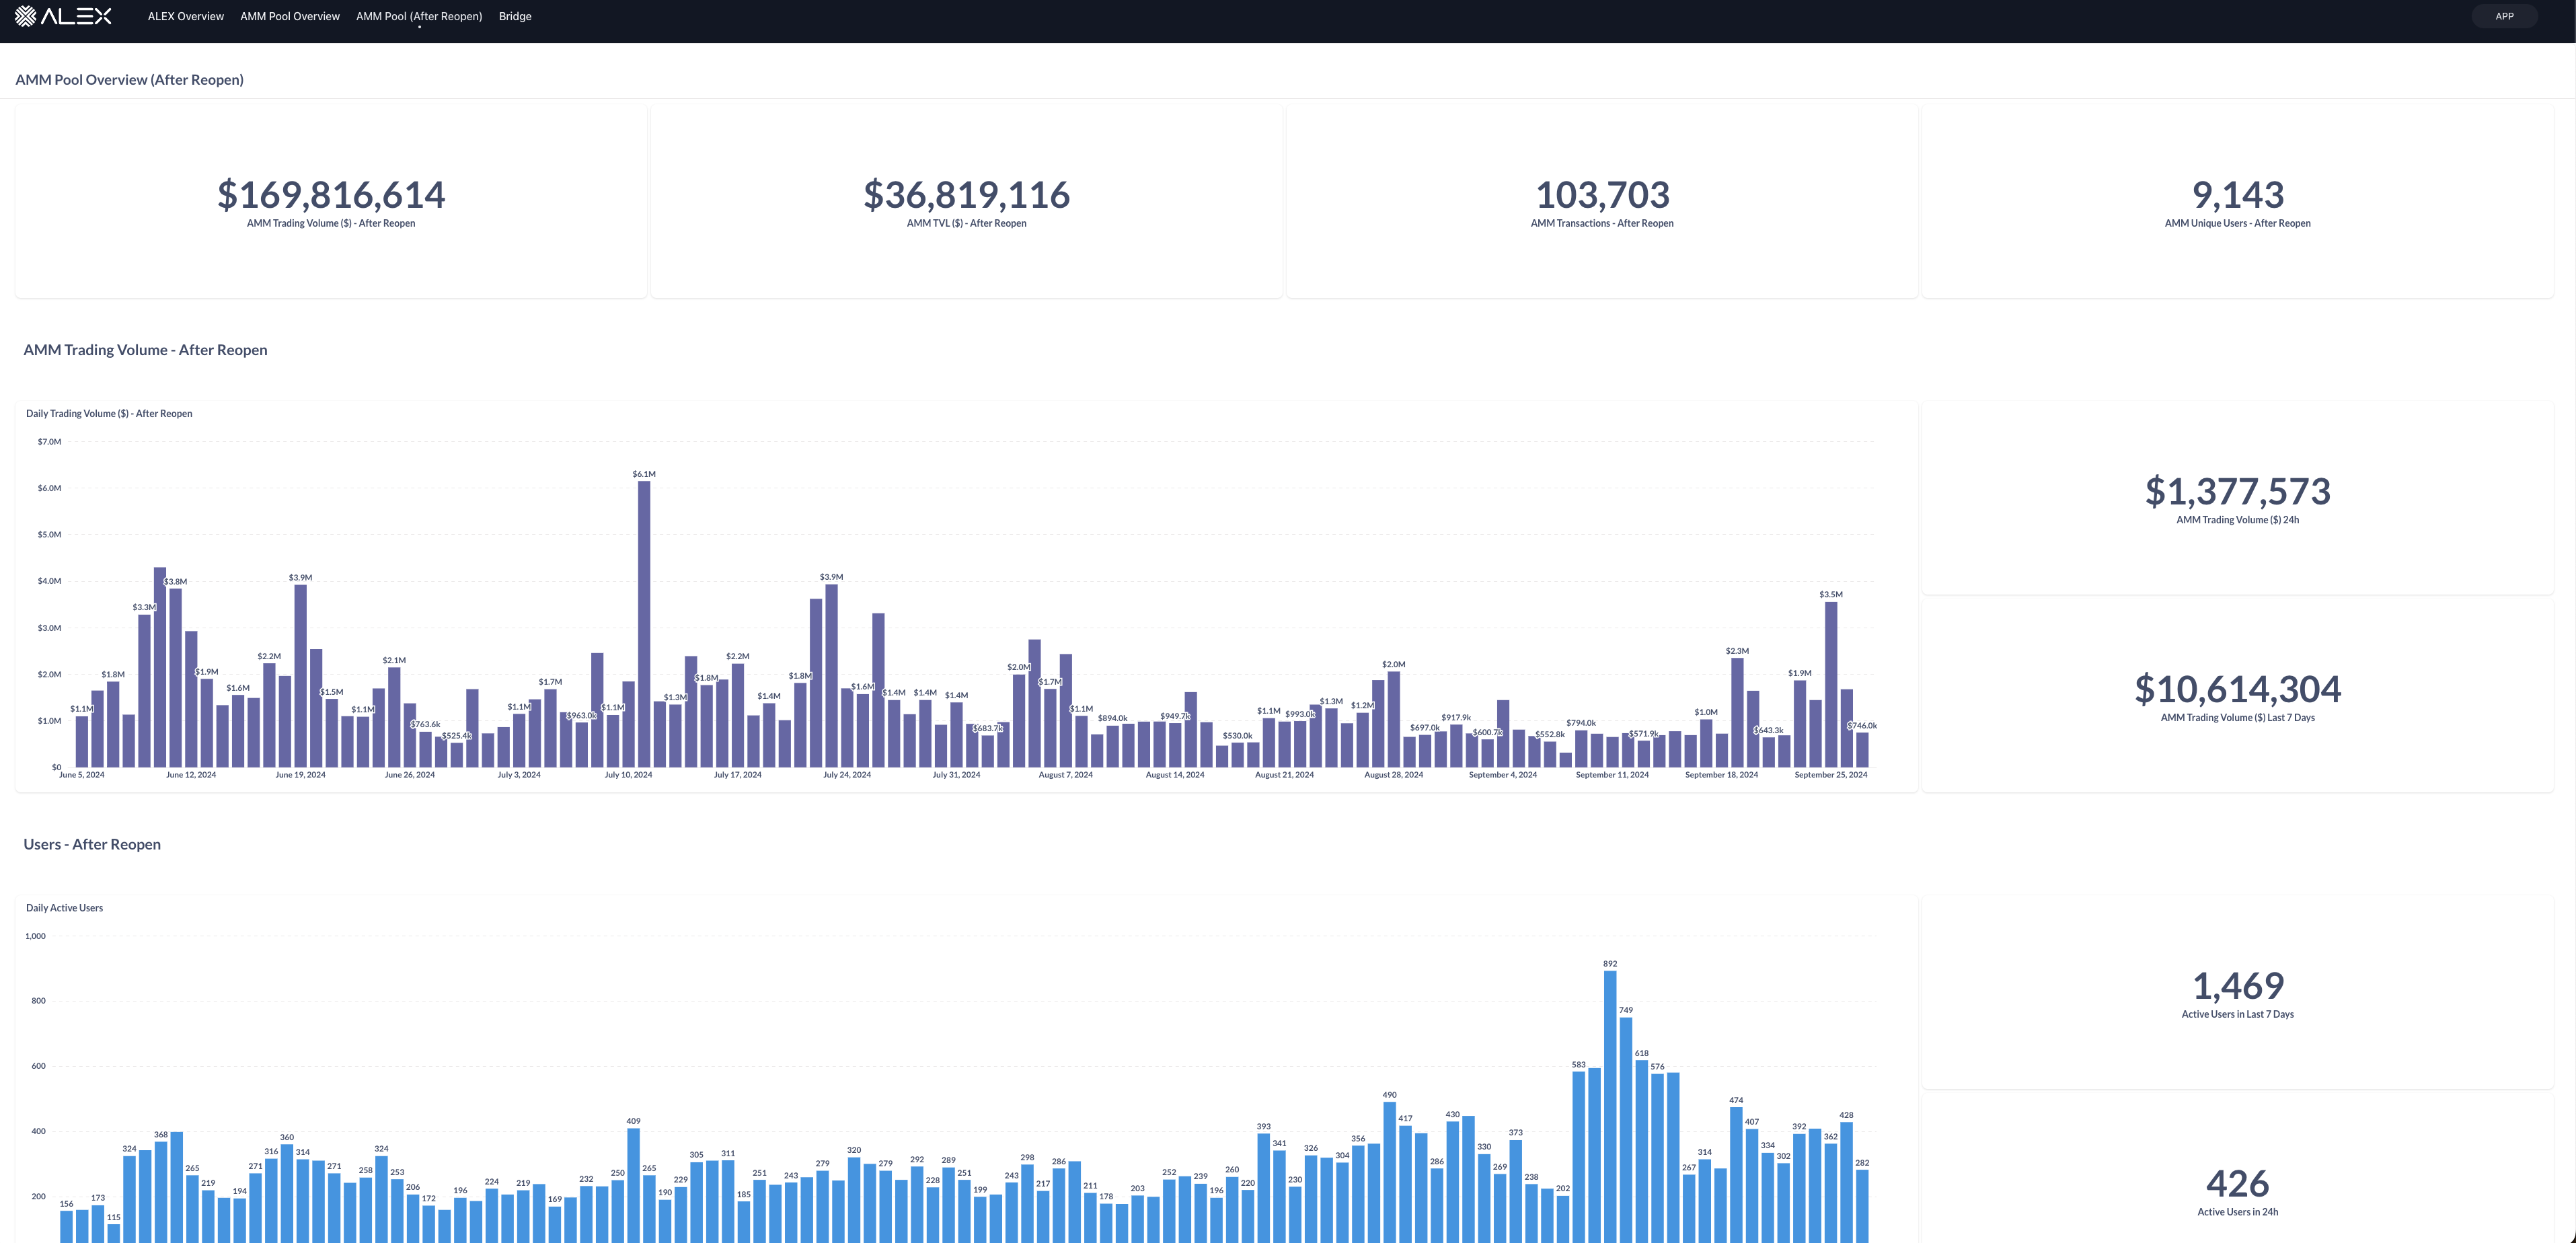 ALEX
ALEX Overview AMM Pool Overview AMM Pool (After Reopen) Bridge
APP
AMM Pool Overview (After Reopen)
$169,816,614
AMM Trading Volume ($) - After Reopen
$36,819,116
AMM TVL ($) - After Reopen
103,703
AMM Transactions - After Reopen
9,143
AMM Unique Users - After Reopen
AMM Trading Volume - After Reopen
Daily Trading Volume ($) - After Reopen
$7.0M
$6.0M
$5.0M
$4.0M
$3.0M
$2.0M
$1.0M
$0
$1.1M $1.8M $3.3M $3.8M $1.9M $1.6M $2.2M $3.9M $1.5M $1.1M $2.1M $763.6k $525.4k $1.1M $1.7M $963.0k $1.1M $6.1M $1.3M $1.8M $2.2M $1.4M $1.8M $3.9M $1.6M $1.4M $1.4M $1.4M $683.7k $2.0M $1.7M $1.1M $894.0k $949.7k $530.0k $1.1M $993.0k $1.3M $1.2M $2.0M $697.0k $917.9k $600.7k $552.8k $794.0k $571.9k $1.0M $2.3M $643.3k $1.9M $3.5M $746.0k
June 5, 2024 June 12, 2024 June 19, 2024 June 26, 2024 July 3, 2024 July 10, 2024 July 17, 2024 July 24, 2024 July 31, 2024 August 7, 2024 August 14, 2024 August 21, 2024 August 28, 2024 September 4, 2024 September 11, 2024 September 18, 2024 September 25, 2024
$1,377,573
AMM Trading Volume ($) 24h
$10,614,304
AMM Trading Volume ($) Last 7 Days
Users - After Reopen
Daily Active Users
1,000
800
600
400
200
156 173 115 324 368 265 219 194 271 316 360 314 271 258 324 253 206 172 196 224 219 169 232 250 409 265 190 229 305 311 185 251 243 279 320 279 292 228 289 251 199 243 298 217 286 211 178 203 252 239 196 260 220 393 341 230 326 304 356 490 417 286 430 330 269 373 238 202 583 892 749 618 576 267 314 474 407 334 302 392 362 428 282
1,469
Active Users in Last 7 Days
426
Active Users in 24h